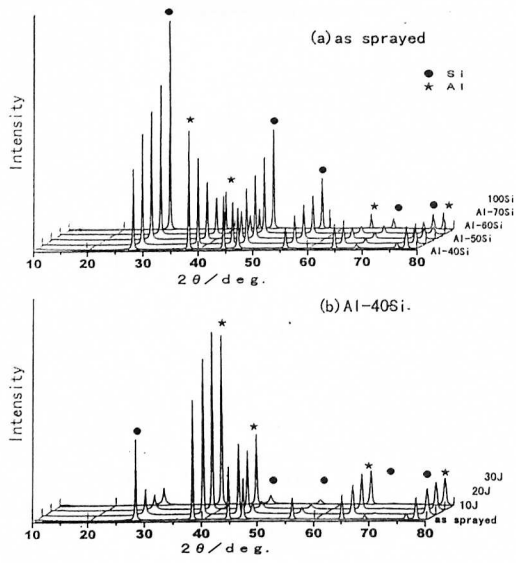 (a) as sprayed
● Si
★ Al
Intensity
100Si
Al-70Si
Al-60Si
Al-50Si
Al-40Si
10 20 30 40 50 60 70 80
2θ/deg.
(b) Al-40Si.
Intensity
30J
20J
10J
as sprayed
10 20 30 40 50 60 70 80
2θ/deg.